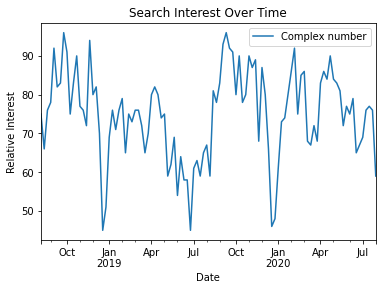 Search Interest Over Time
Complex number
Relative Interest
90
80
70
60
50
Oct Jan Apr Jul Oct Jan Apr Jul
2019 2020
Date